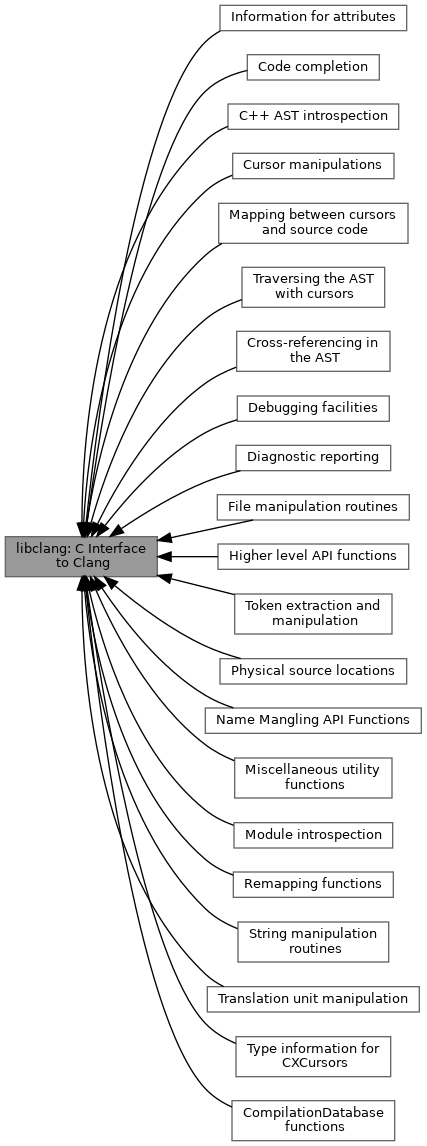 Information for attributes
Code completion
C++ AST introspection
Cursor manipulations
Mapping between cursors
and source code
Traversing the AST
with cursors
Cross-referencing in
the AST
Debugging facilities
Diagnostic reporting
File manipulation routines
libclang: C Interface
to Clang
Higher level API functions
Token extraction and
manipulation
Physical source locations
Name Mangling API Functions
Miscellaneous utility
functions
Module introspection
Remapping functions
String manipulation
routines
Translation unit manipulation
Type information for
CXCursors
CompilationDatabase
functions